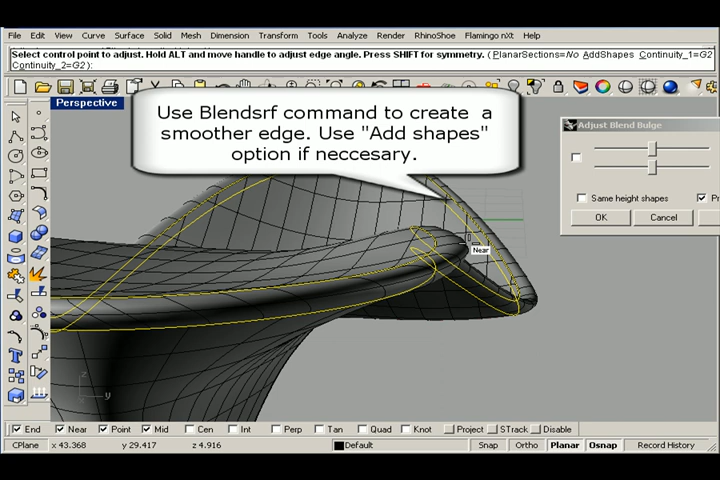 File Edit View Curve Surface Solid Mesh Dimension Transform Tools Analyze Render RhinoShoe Flamingo nXt Help
Select control point to adjust. Hold ALT and move handle to adjust edge angle. Press SHIFT for symmetry. ( PlanarSections=No AddShapes Continuity_1=G2
Continuity_2=G2):
Perspective
Use Blendsrf command to create a
smoother edge. Use "Add shapes"
option if neccesary.
Adjust Blend Bulge
Same height shapes Pr
OK Cancel
Near
z
y
End Near Point Mid Cen Int Perp Tan Quad Knot Project STrack Disable
CPlane x 43.368 y 29.417 z 4.916 Default Snap Ortho Planar Osnap Record History